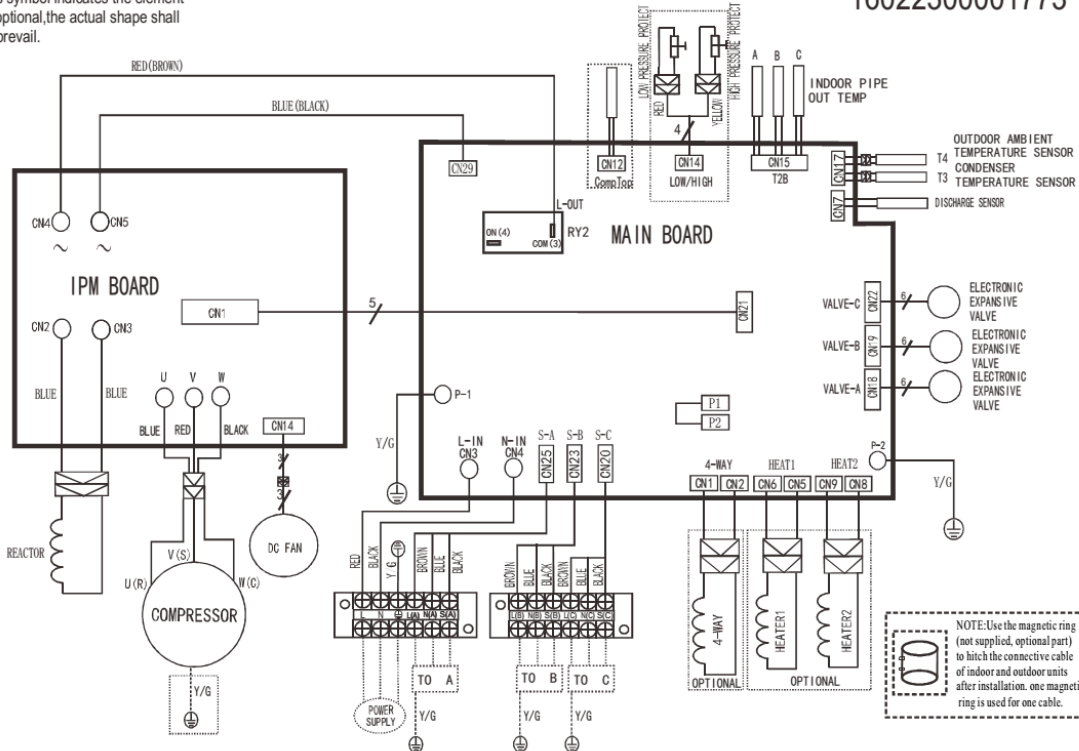 symbol indicates the element
optional,the actual shape shall
prevail.
16022300001773
RED(BROWN)
BLUE(BLACK)
LOW PRESSURE PROTECT
HIGH PRESSURE PROTECT
RED
YELLOW
4
CN12
CompTop
CN14
LOW/HIGH
A B C
INDOOR PIPE
OUT TEMP
CN15
T2B
CN17
T4
OUTDOOR AMBIENT
TEMPERATURE SENSOR
T3
CONDENSER
TEMPERATURE SENSOR
CN7
DISCHARGE SENSOR
CN29
L-OUT
ON(4)
COM(3)
RY2
MAIN BOARD
CN4
CN5
~ ~
IPM BOARD
CN1
5
CN21
CN2
CN3
U V W
BLUE
BLUE
BLUE
RED
BLACK
CN14
3
3
DC FAN
REACTOR
V(S)
U(R)
W(C)
COMPRESSOR
Y/G
VALVE-C
CN22
6
ELECTRONIC
EXPANSIVE
VALVE
VALVE-B
CN19
6
ELECTRONIC
EXPANSIVE
VALVE
VALVE-A
CN18
6
ELECTRONIC
EXPANSIVE
VALVE
P-1
Y/G
P1
P2
P-2
Y/G
L-IN
CN3
N-IN
CN4
S-A
CN25
S-B
CN23
S-C
CN20
4-WAY
CN1 CN2
HEAT1
CN6 CN5
HEAT2
CN9 CN8
RED
BLACK
Y/G
BROWN
BLUE
BLACK
BROWN
BLUE
BLACK
BROWN
BLUE
BLACK
L N L(A) N(A) S(A)
L(B) N(B) S(B) L(C) N(C) S(C)
TO A
TO B
TO C
POWER
SUPPLY
Y/G
Y/G
Y/G
4-WAY
OPTIONAL
HEATER1
HEATER2
OPTIONAL
NOTE:Use the magnetic ring
(not supplied, optional part)
to hitch the connective cable
of indoor and outdoor units
after installation. one magneti
ring is used for one cable.